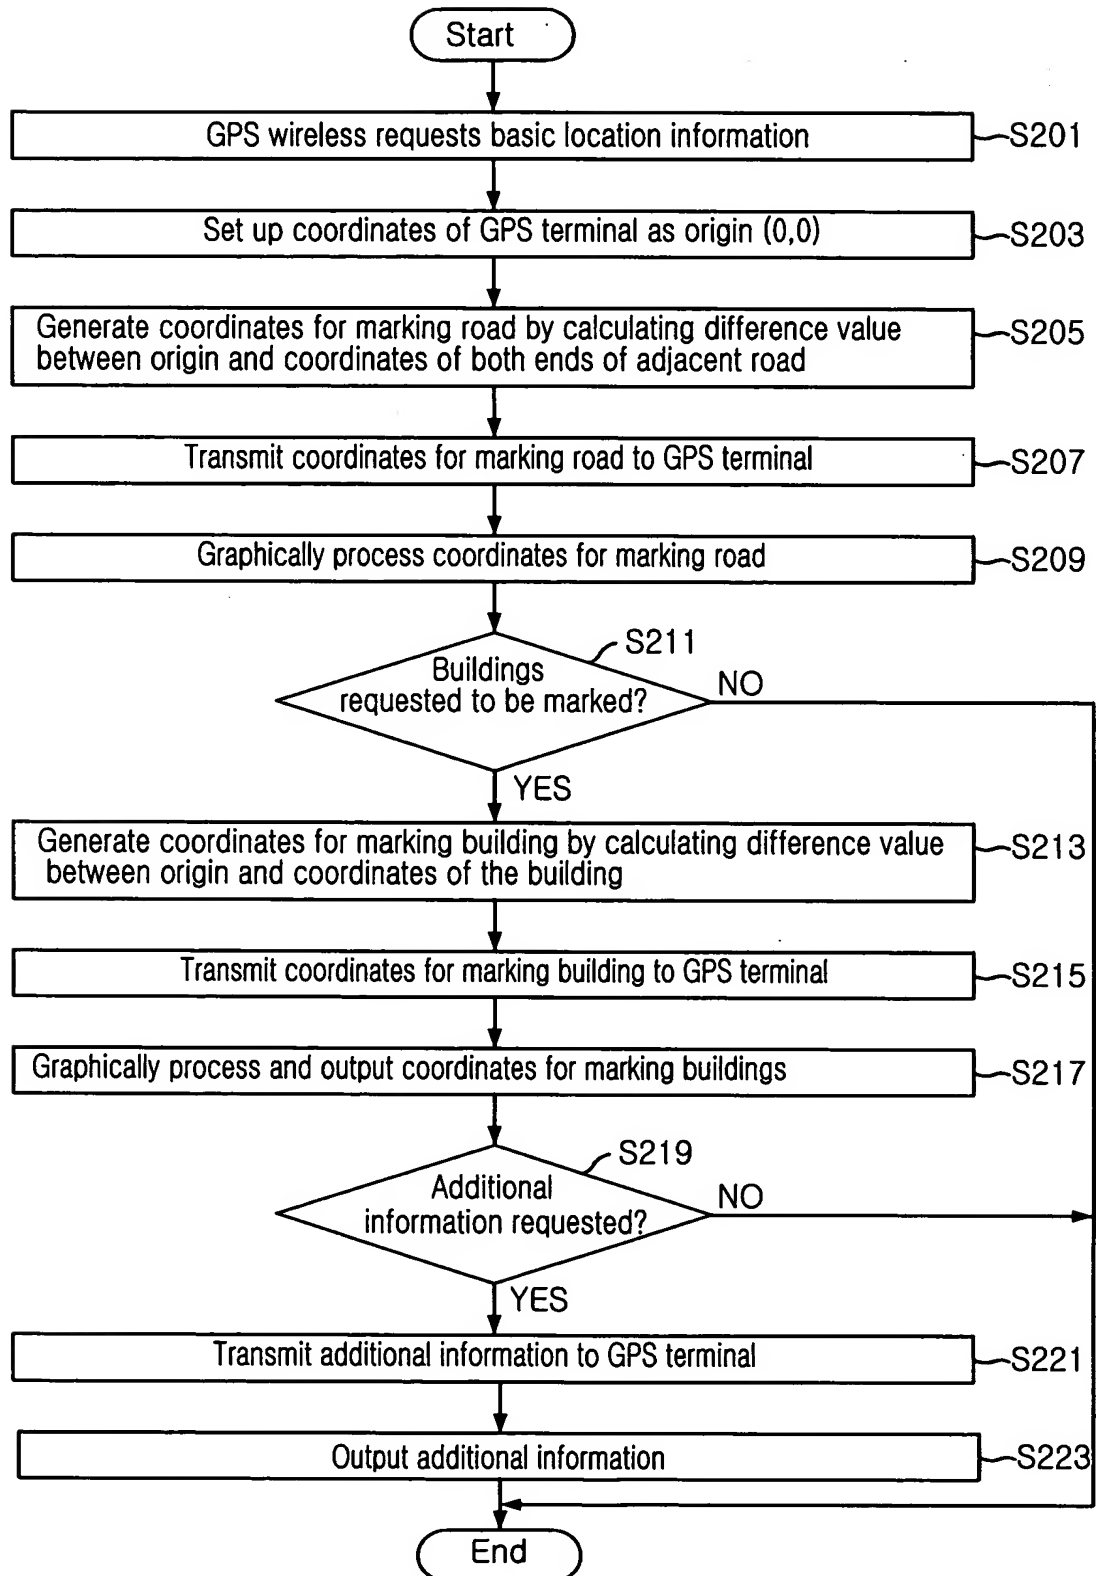 Start
GPS wireless requests basic location information
S201
Set up coordinates of GPS terminal as origin (0,0)
S203
Generate coordinates for marking road by calculating difference value
between origin and coordinates of both ends of adjacent road
S205
Transmit coordinates for marking road to GPS terminal
S207
Graphically process coordinates for marking road
S209
S211
Buildings
requested to be marked?
NO
YES
Generate coordinates for marking building by calculating difference value
between origin and coordinates of the building
S213
Transmit coordinates for marking building to GPS terminal
S215
Graphically process and output coordinates for marking buildings
S217
S219
Additional
information requested?
NO
YES
Transmit additional information to GPS terminal
S221
Output additional information
S223
End